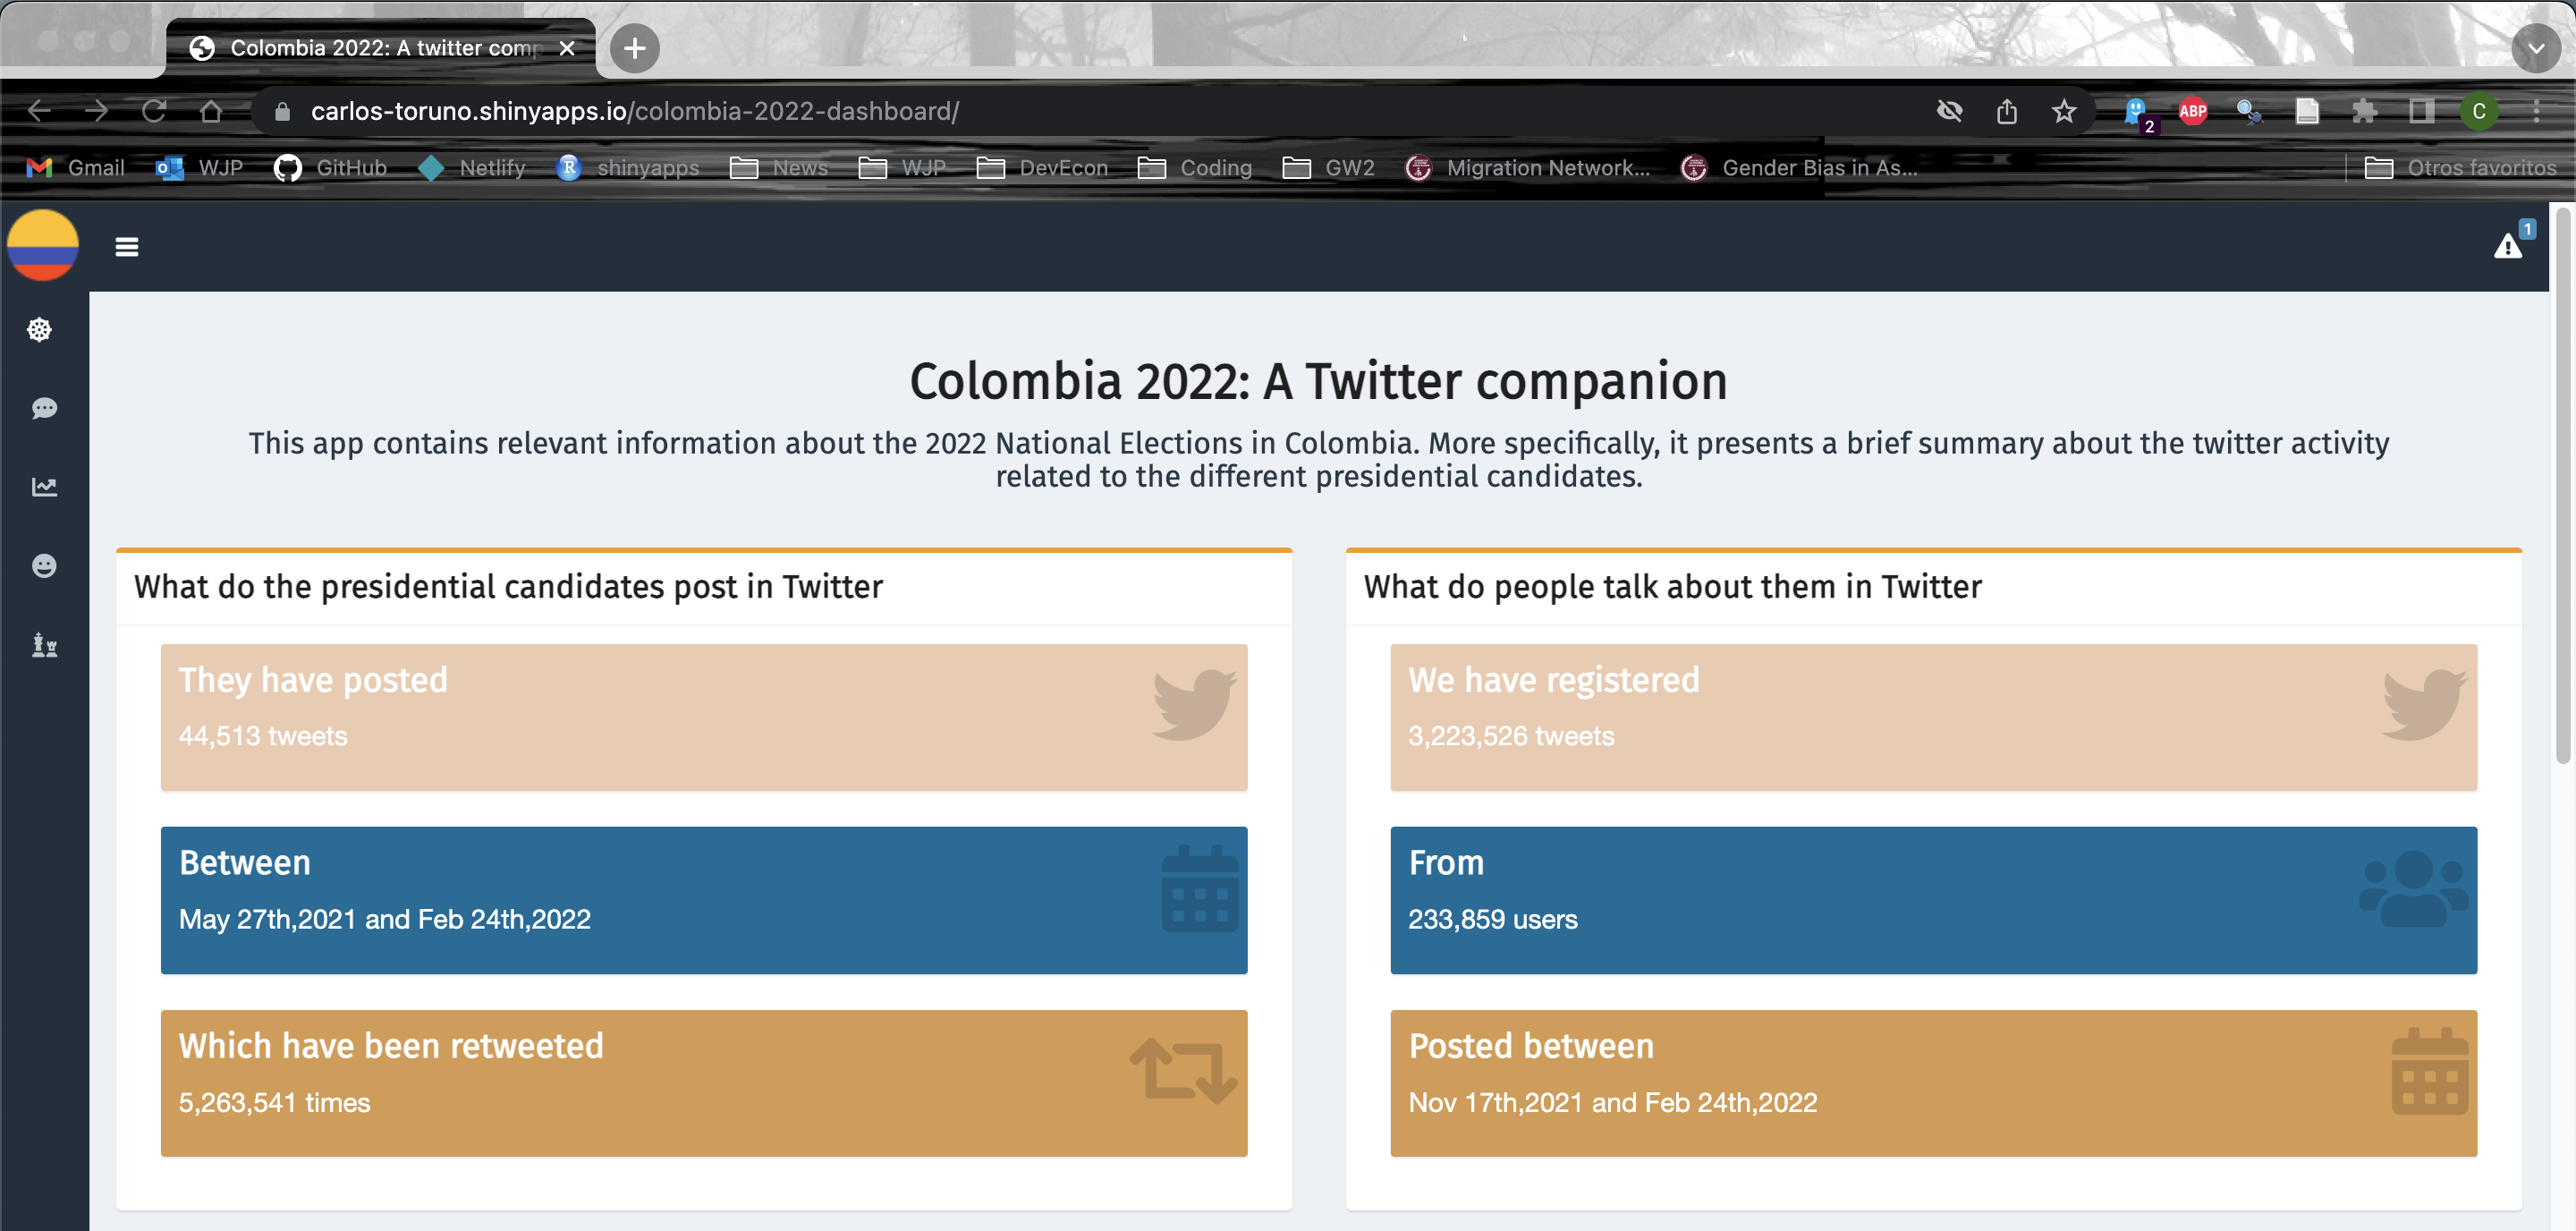 Colombia 2022: A twitter comp
carlos-toruno.shinyapps.io/colombia-2022-dashboard/
2
ABP
C
Gmail
WJP
GitHub
Netlify
R
shinyapps
News
WJP
DevEcon
Coding
GW2
Migration Network...
Gender Bias in As...
Otros favoritos
1
Colombia 2022: A Twitter companion
This app contains relevant information about the 2022 National Elections in Colombia. More specifically, it presents a brief summary about the twitter activity
related to the different presidential candidates.
What do the presidential candidates post in Twitter
They have posted
44,513 tweets
Between
May 27th,2021 and Feb 24th,2022
Which have been retweeted
5,263,541 times
What do people talk about them in Twitter
We have registered
3,223,526 tweets
From
233,859 users
Posted between
Nov 17th,2021 and Feb 24th,2022